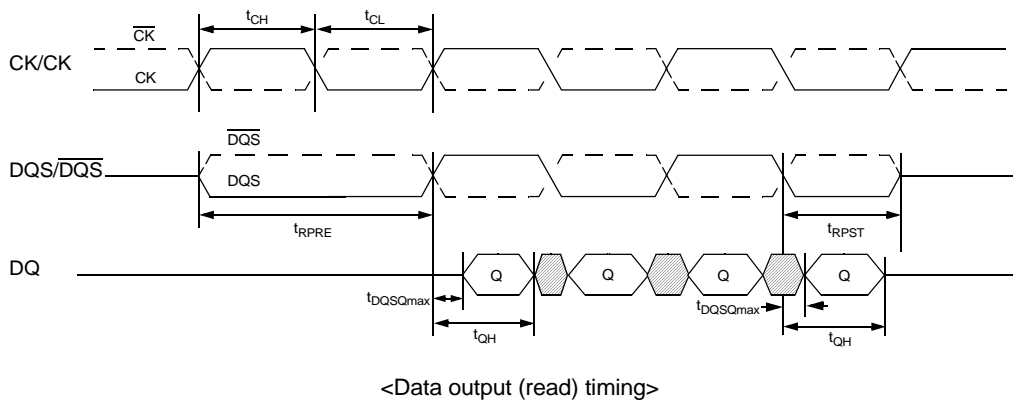 tCH
tCL
CK
CK/CK
CK
DQS
DQS/DQS
DQS
tRPRE
tRPST
DQ
Q
Q
Q
Q
tDQSQmax
tDQSQmax
tQH
tQH
<Data output (read) timing>